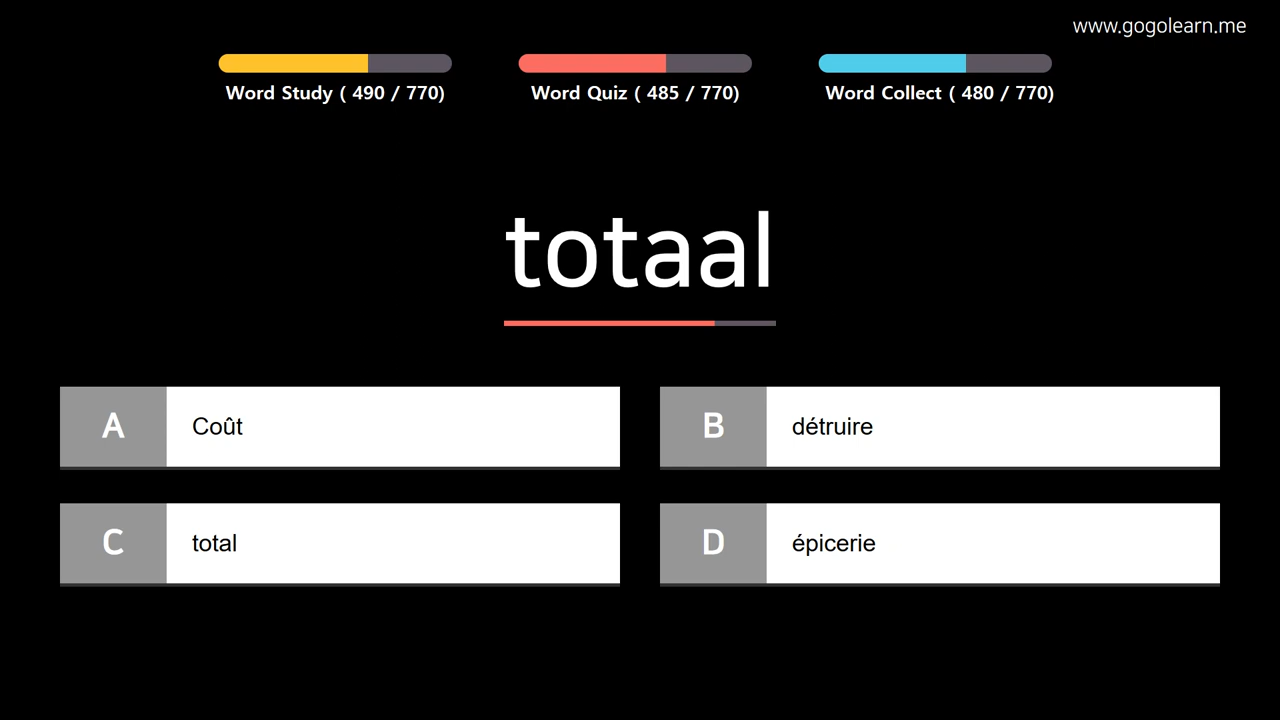 www.gogolearn.me
Word Study ( 490 / 770)
Word Quiz ( 485 / 770)
Word Collect ( 480 / 770)
totaal
A Coût
B détruire
C total
D épicerie